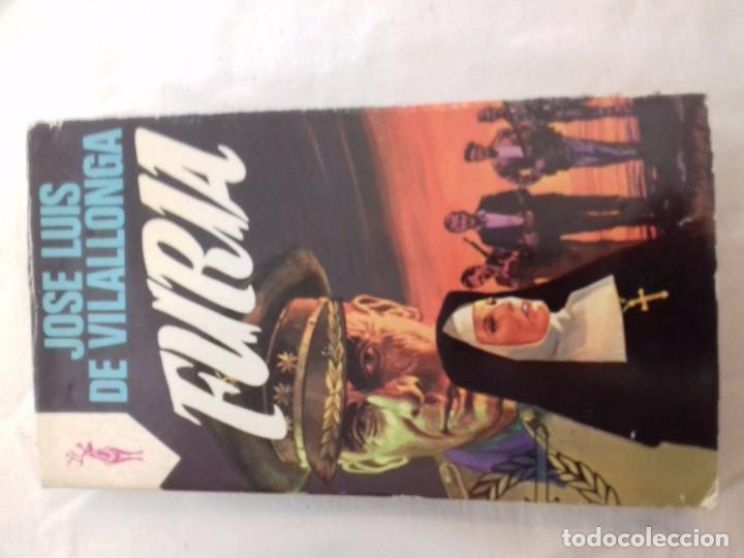 JOSE LUIS
DE VILALLONGA
FURIA
todocoleccion